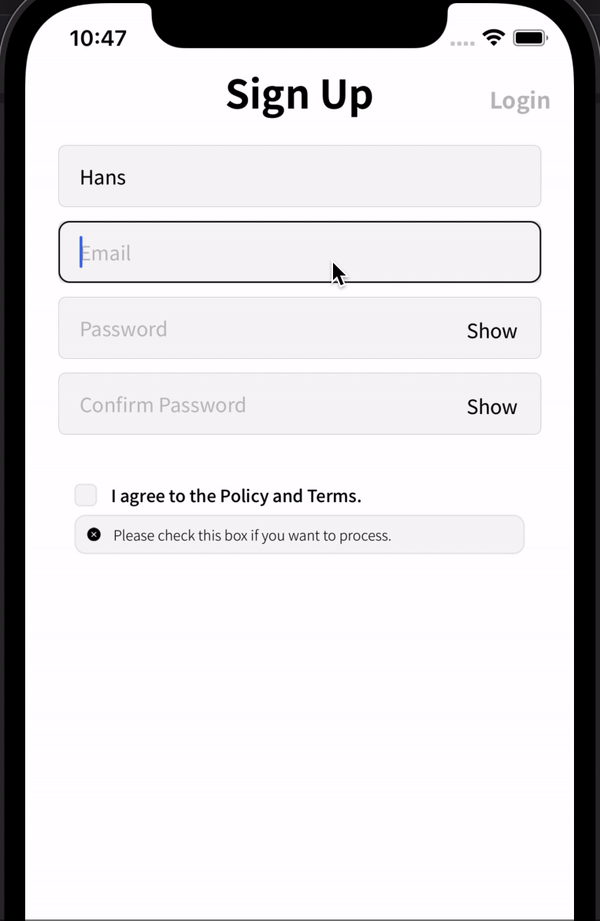 10:47
Sign Up
Login
Hans
Email
Password
Show
Confirm Password
Show
I agree to the Policy and Terms.
Please check this box if you want to process.